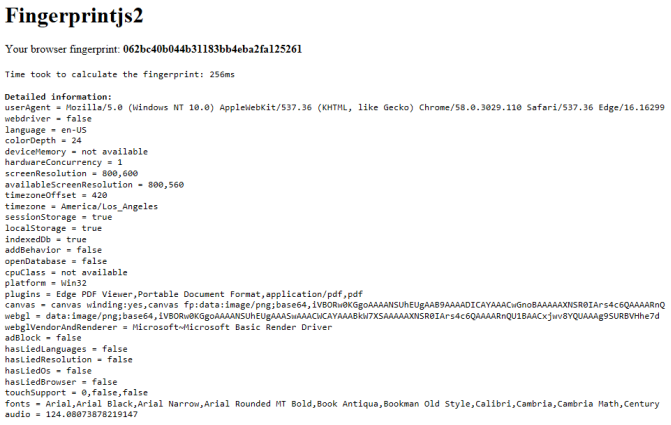 Fingerprintjs2
Your browser fingerprint: 062bc40b044b31183bb4eba2fa125261
Time took to calculate the fingerprint: 256ms
Detailed information:
userAgent = Mozilla/5.0 (Windows NT 10.0) AppleWebKit/537.36 (KHTML, like Gecko) Chrome/58.0.3029.110 Safari/537.36 Edge/16.16299
webdriver = false
language = en-US
colorDepth = 24
deviceMemory = not available
hardwareConcurrency = 1
screenResolution = 800,600
availableScreenResolution = 800,560
timezoneOffset = 420
timezone = America/Los_Angeles
sessionStorage = true
localStorage = true
indexedDb = true
addBehavior = false
openDatabase = false
cpuClass = not available
platform = Win32
plugins = Edge PDF Viewer,Portable Document Format,application/pdf,pdf
canvas = canvas winding:yes,canvas fp:data:image/png;base64,iVBORw0KGgoAAAANSUhEUgAAB9AAAADICAYAAACwGnoBAAAAAXNSR0IArs4c6QAAAARnQ
webgl = data:image/png;base64,iVBORw0KGgoAAAANSUhEUgAAASwAAACWCAYAAABkW7XSAAAAAXNSR0IArs4c6QAAAARnQU1BAACxjwv8YQUAAAg9SURBVHhe7d
webglVendorAndRenderer = Microsoft~Microsoft Basic Render Driver
adBlock = false
hasLiedLanguages = false
hasLiedResolution = false
hasLiedOs = false
hasLiedBrowser = false
touchSupport = 0,false,false
fonts = Arial,Arial Black,Arial Narrow,Arial Rounded MT Bold,Book Antiqua,Bookman Old Style,Calibri,Cambria,Cambria Math,Century
audio = 124.08073878219147